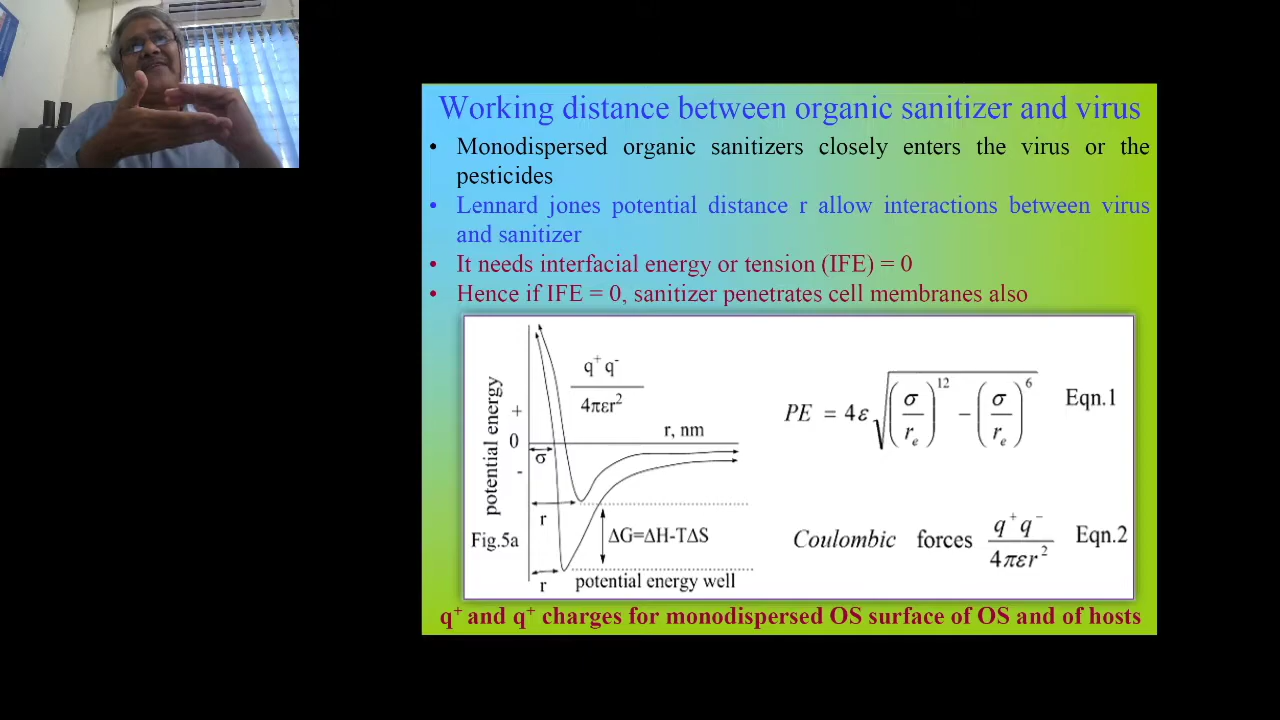 Working distance between organic sanitizer and virus
• Monodispersed organic sanitizers closely enters the virus or the
pesticides
• Lennard jones potential distance r allow interactions between virus
and sanitizer
• It needs interfacial energy or tension (IFE) = 0
• Hence if IFE = 0, sanitizer penetrates cell membranes also
potential energy
+
0
-
q⁺ q⁻
4πεr²
r, nm
σ
r
ΔG=ΔH-TΔS
Fig.5a
r
potential energy well
PE = 4ε √((σ/rₑ)¹² − (σ/rₑ)⁶) Eqn.1
Coulombic forces q⁺ q⁻ / 4πεr² Eqn.2
q⁺ and q⁺ charges for monodispersed OS surface of OS and of hosts